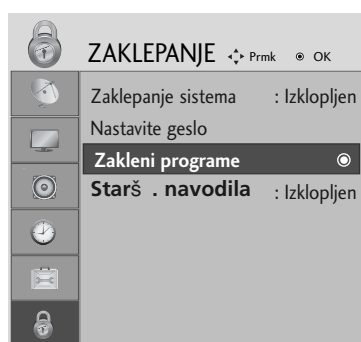 ZAKLEPANJE Prmk OK
Zaklepanje sistema : Izklopljen
Nastavite geslo
Zakleni programe
Starš . navodila : Izklopljen